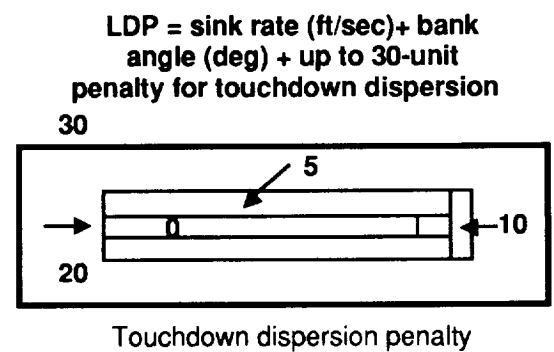 LDP = sink rate (ft/sec)+ bank
angle (deg) + up to 30-unit
penalty for touchdown dispersion
30
5
0
10
20
Touchdown dispersion penalty